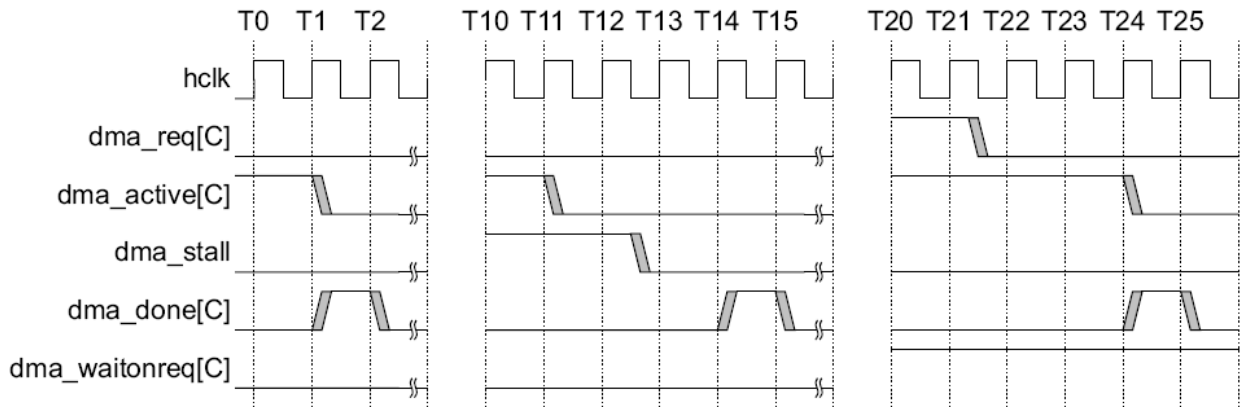 T0 T1 T2 T10 T11 T12 T13 T14 T15 T20 T21 T22 T23 T24 T25
hclk
dma_req[C]
dma_active[C]
dma_stall
dma_done[C]
dma_waitonreq[C]